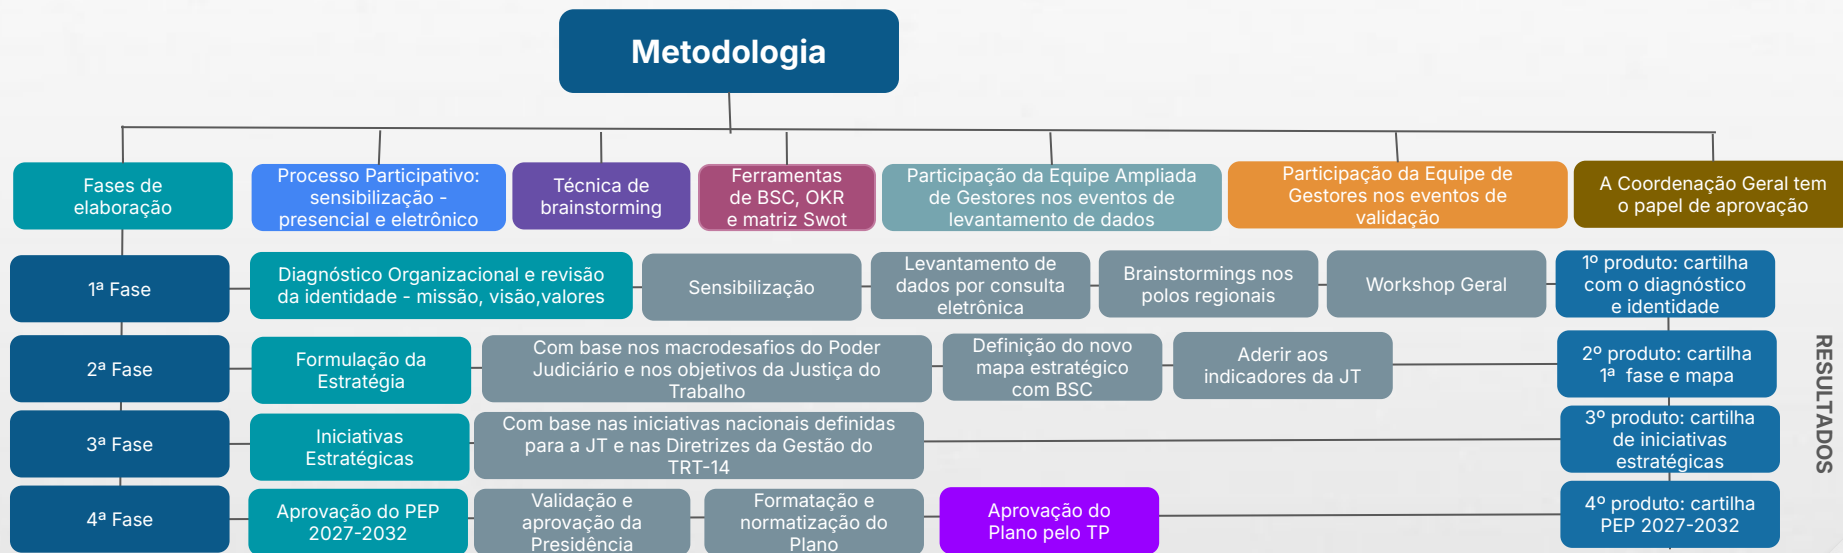 Metodologia
Fases de
elaboração
Processo Participativo:
sensibilização -
presencial e eletrônico
Técnica de
brainstorming
Ferramentas
de BSC, OKR
e matriz Swot
Participação da Equipe Ampliada
de Gestores nos eventos de
levantamento de dados
Participação da Equipe de
Gestores nos eventos de
validação
A Coordenação Geral tem
o papel de aprovação
1ª Fase
Diagnóstico Organizacional e revisão
da identidade - missão, visão,valores
Sensibilização
Levantamento de
dados por consulta
eletrônica
Brainstormings nos
polos regionais
Workshop Geral
1º produto: cartilha
com o diagnóstico
e identidade
2ª Fase
Formulação da
Estratégia
Com base nos macrodesafios do Poder
Judiciário e nos objetivos da Justiça do
Trabalho
Definição do novo
mapa estratégico
com BSC
Aderir aos
indicadores da JT
2º produto: cartilha
1ª fase e mapa
3ª Fase
Iniciativas
Estratégicas
Com base nas iniciativas nacionais definidas
para a JT e nas Diretrizes da Gestão do
TRT-14
3º produto: cartilha
de iniciativas
estratégicas
4ª Fase
Aprovação do PEP
2027-2032
Validação e
aprovação da
Presidência
Formatação e
normatização do
Plano
Aprovação do
Plano pelo TP
4º produto: cartilha
PEP 2027-2032
RESULTADOS